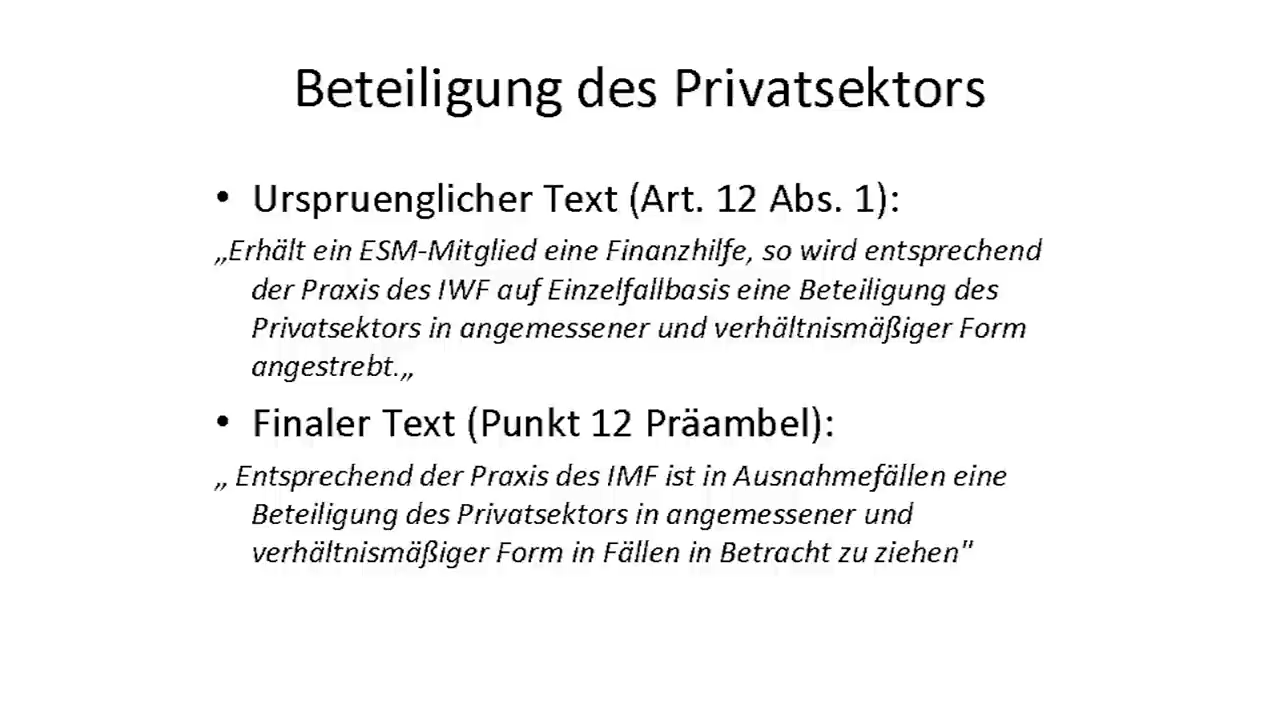 Beteiligung des Privatsektors
• Urspruenglicher Text (Art. 12 Abs. 1):
„Erhält ein ESM-Mitglied eine Finanzhilfe, so wird entsprechend
der Praxis des IWF auf Einzelfallbasis eine Beteiligung des
Privatsektors in angemessener und verhältnismäßiger Form
angestrebt.„
• Finaler Text (Punkt 12 Präambel):
„ Entsprechend der Praxis des IMF ist in Ausnahmefällen eine
Beteiligung des Privatsektors in angemessener und
verhältnismäßiger Form in Fällen in Betracht zu ziehen"